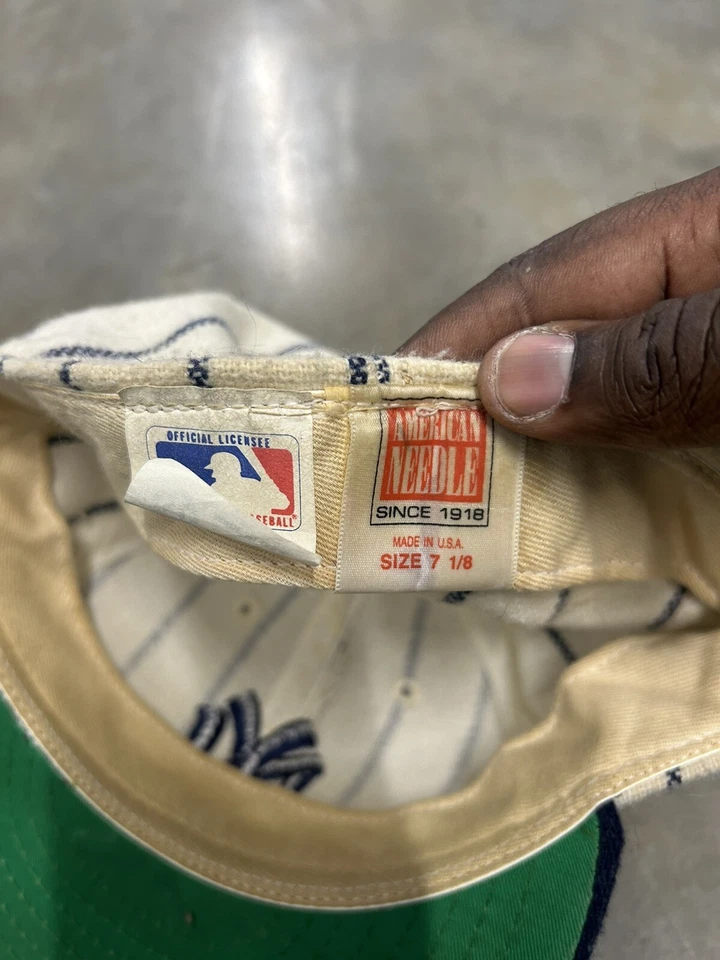 OFFICIAL LICENSEE
SEBALL®
AMERICAN
NEEDLE
SINCE 1918
MADE IN U.S.A.
SIZE 7 1/8